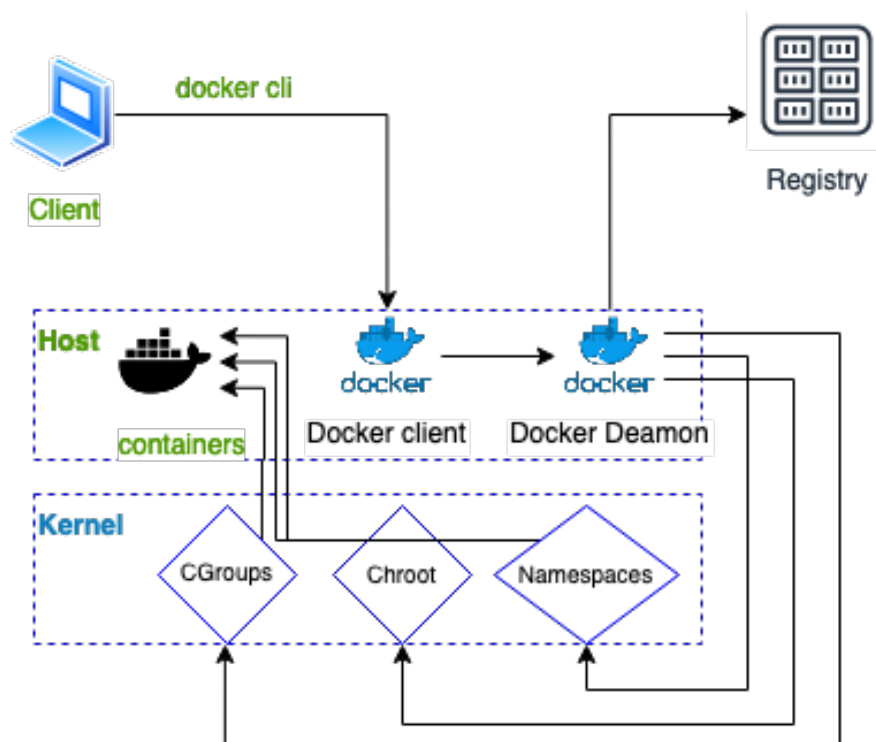 docker cli
Client
Registry
Host
containers
docker
Docker client
docker
Docker Deamon
Kernel
CGroups
Chroot
Namespaces